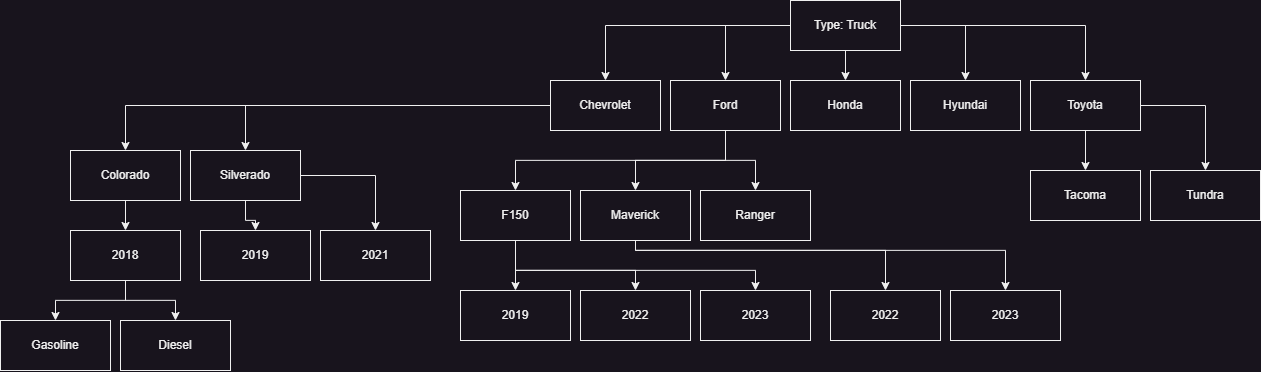 Type: Truck
Chevrolet
Ford
Honda
Hyundai
Toyota
Colorado
Silverado
F150
Maverick
Ranger
Tacoma
Tundra
2018
2019
2021
2019
2022
2023
2022
2023
Gasoline
Diesel